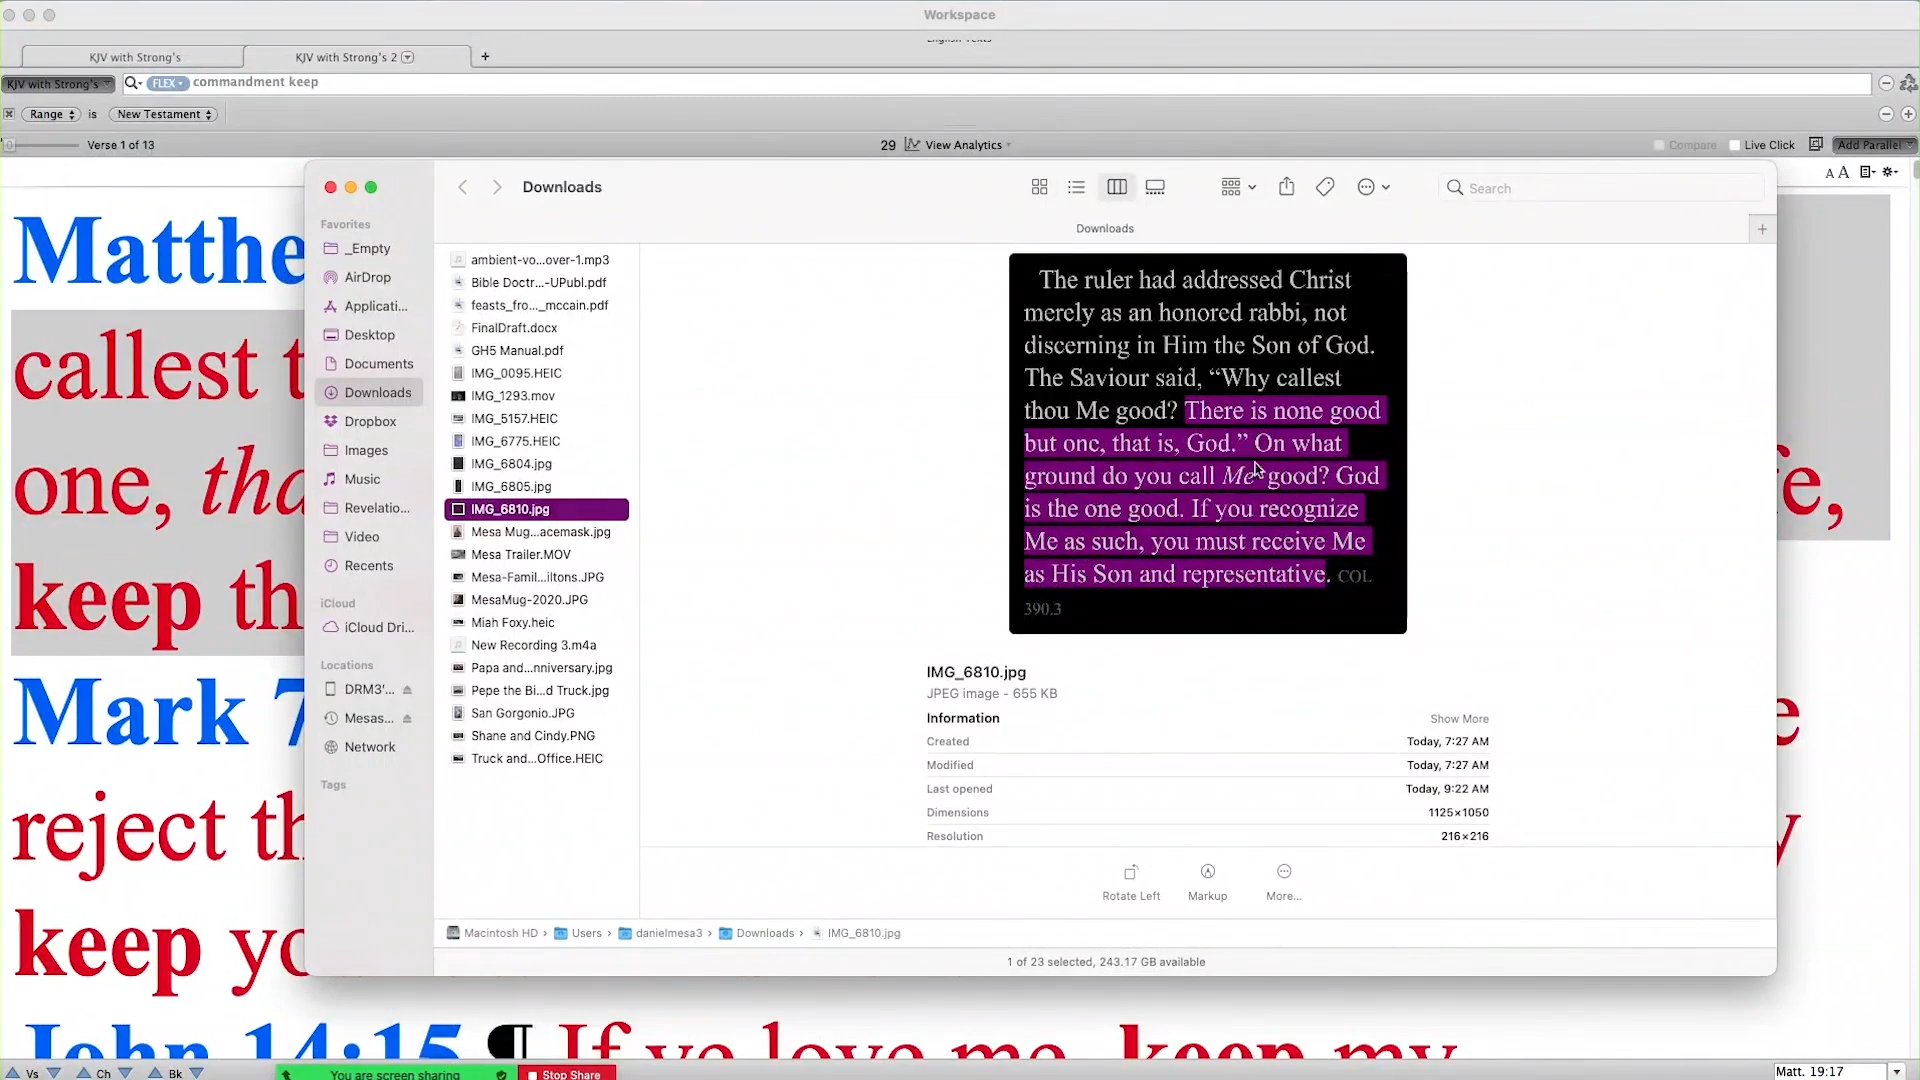 Workspace
English Texts
KJV with Strong's
KJV with Strong's 2
KJV with Strong's
FLEX
commandment keep
Range
is
New Testament
Verse 1 of 13
29
View Analytics
Compare
Live Click
Add Parallel
A A
Matthe
callest t
one, tha
fe,
keep th
Mark 7
e
reject th
y
keep yo
John 14:15 ¶ If ye love me, keep my
Downloads
Search
Downloads
Favorites
_Empty
AirDrop
Applicati...
Desktop
Documents
Downloads
Dropbox
Images
Music
Revelatio...
Video
Recents
iCloud
iCloud Dri...
Locations
DRM3'...
Mesas...
Network
Tags
ambient-vo...over-1.mp3
Bible Doctr...-UPubl.pdf
feasts_fro..._mccain.pdf
FinalDraft.docx
GH5 Manual.pdf
IMG_0095.HEIC
IMG_1293.mov
IMG_5157.HEIC
IMG_6775.HEIC
IMG_6804.jpg
IMG_6805.jpg
IMG_6810.jpg
Mesa Mug...acemask.jpg
Mesa Trailer.MOV
Mesa-Famil...iltons.JPG
MesaMug-2020.JPG
Miah Foxy.heic
New Recording 3.m4a
Papa and...nniversary.jpg
Pepe the Bi...d Truck.jpg
San Gorgonio.JPG
Shane and Cindy.PNG
Truck and...Office.HEIC
The ruler had addressed Christ
merely as an honored rabbi, not
discerning in Him the Son of God.
The Saviour said, “Why callest
thou Me good? There is none good
but one, that is, God.” On what
ground do you call Me good? God
is the one good. If you recognize
Me as such, you must receive Me
as His Son and representative. COL
390.3
IMG_6810.jpg
JPEG image - 655 KB
Information
Show More
Created
Today, 7:27 AM
Modified
Today, 7:27 AM
Last opened
Today, 9:22 AM
Dimensions
1125×1050
Resolution
216×216
Rotate Left
Markup
More...
Macintosh HD › Users › danielmesa3 › Downloads › IMG_6810.jpg
1 of 23 selected, 243.17 GB available
Vs
Ch
Bk
You are screen sharing
Stop Share
Matt. 19:17